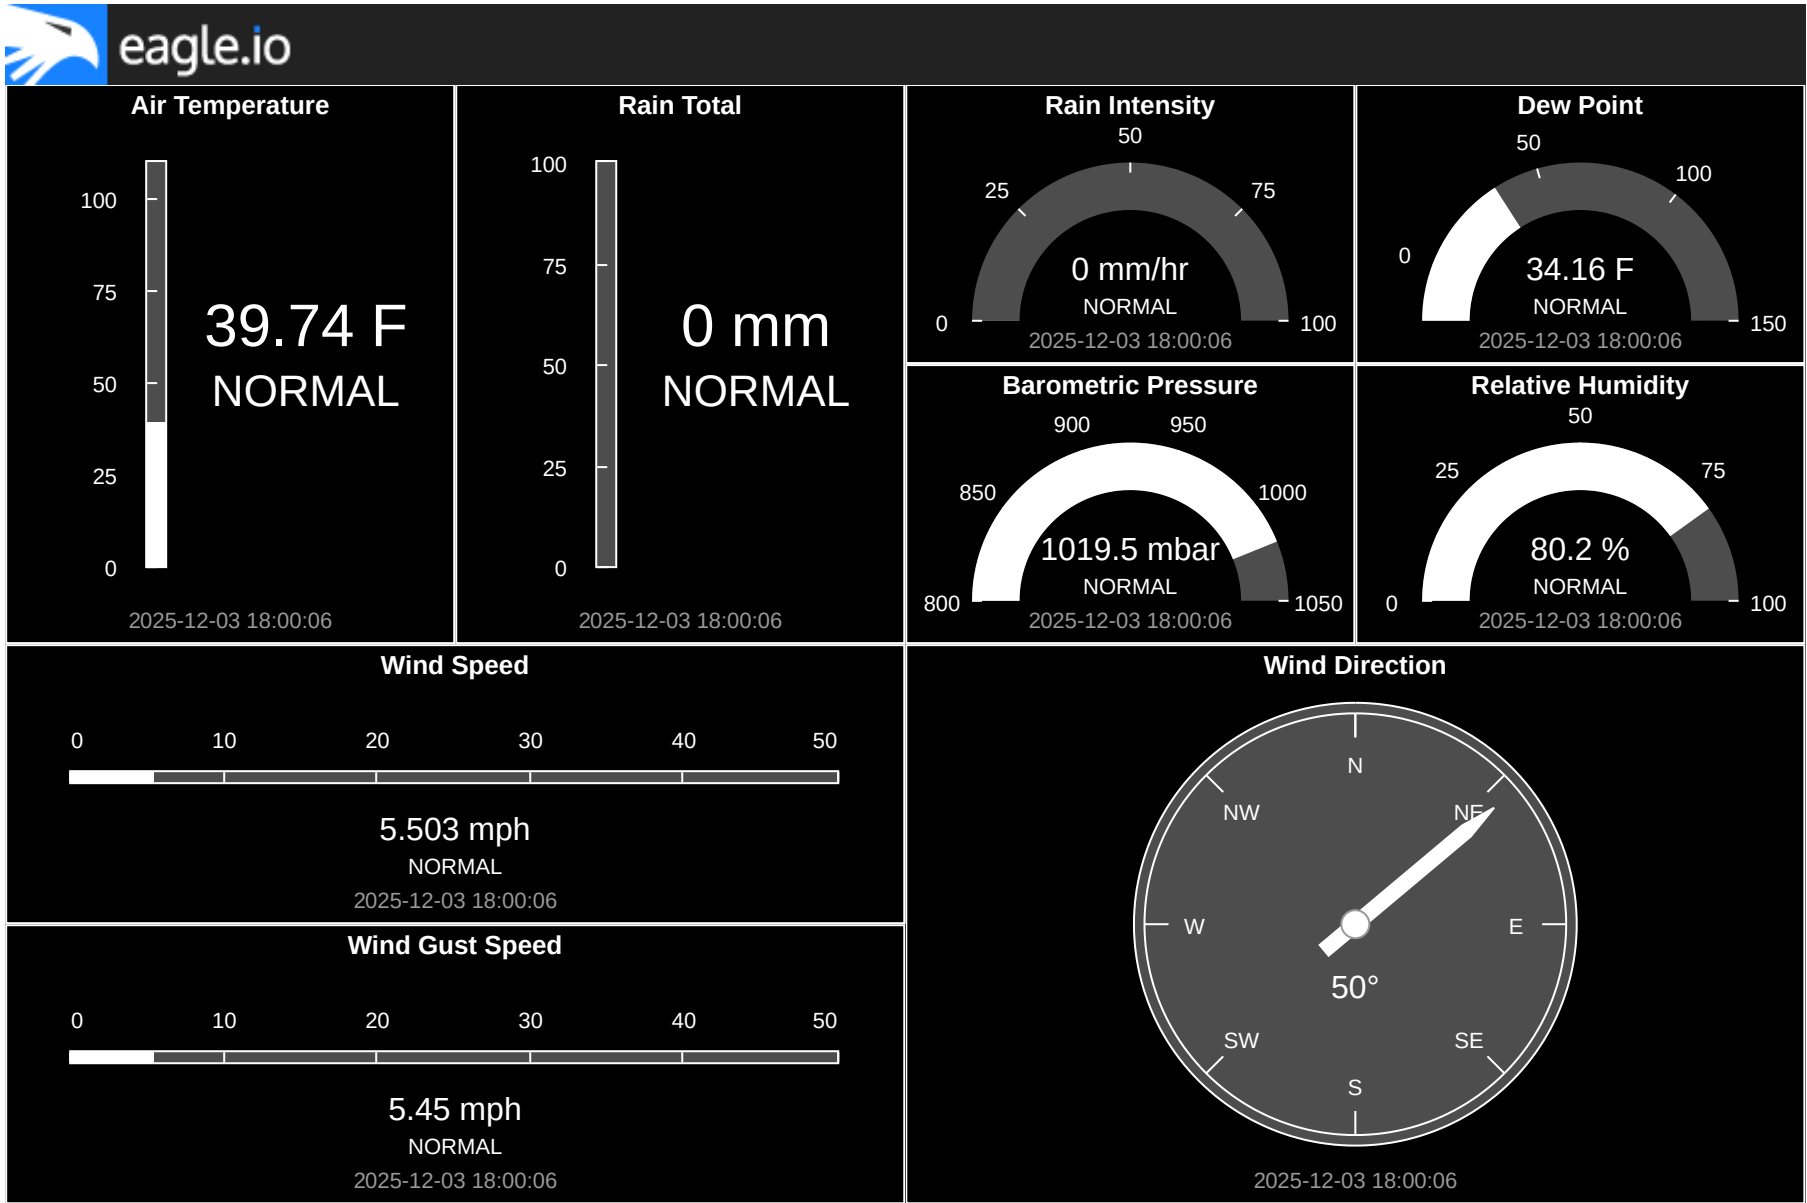 eagle.io
Air Temperature
100
75
50
25
0
39.74 F
NORMAL
2025-12-03 18:00:06
Rain Total
100
75
50
25
0
0 mm
NORMAL
2025-12-03 18:00:06
Rain Intensity
50
25
75
0
100
0 mm/hr
NORMAL
2025-12-03 18:00:06
Dew Point
50
100
0
150
34.16 F
NORMAL
2025-12-03 18:00:06
Barometric Pressure
900
950
850
1000
800
1050
1019.5 mbar
NORMAL
2025-12-03 18:00:06
Relative Humidity
50
25
75
0
100
80.2 %
NORMAL
2025-12-03 18:00:06
Wind Speed
0 10 20 30 40 50
5.503 mph
NORMAL
2025-12-03 18:00:06
Wind Gust Speed
0 10 20 30 40 50
5.45 mph
NORMAL
2025-12-03 18:00:06
Wind Direction
N
NW
NE
W
E
50°
SW
SE
S
2025-12-03 18:00:06